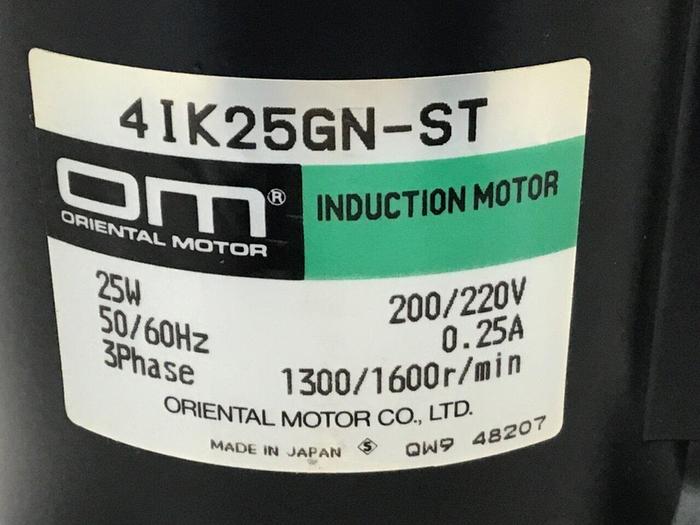 4IK25GN-ST
om®
ORIENTAL MOTOR
INDUCTION MOTOR
25W 200/220V
50/60Hz 0.25A
3Phase 1300/1600r/min
ORIENTAL MOTOR CO., LTD.
MADE IN JAPAN S QW9 48207